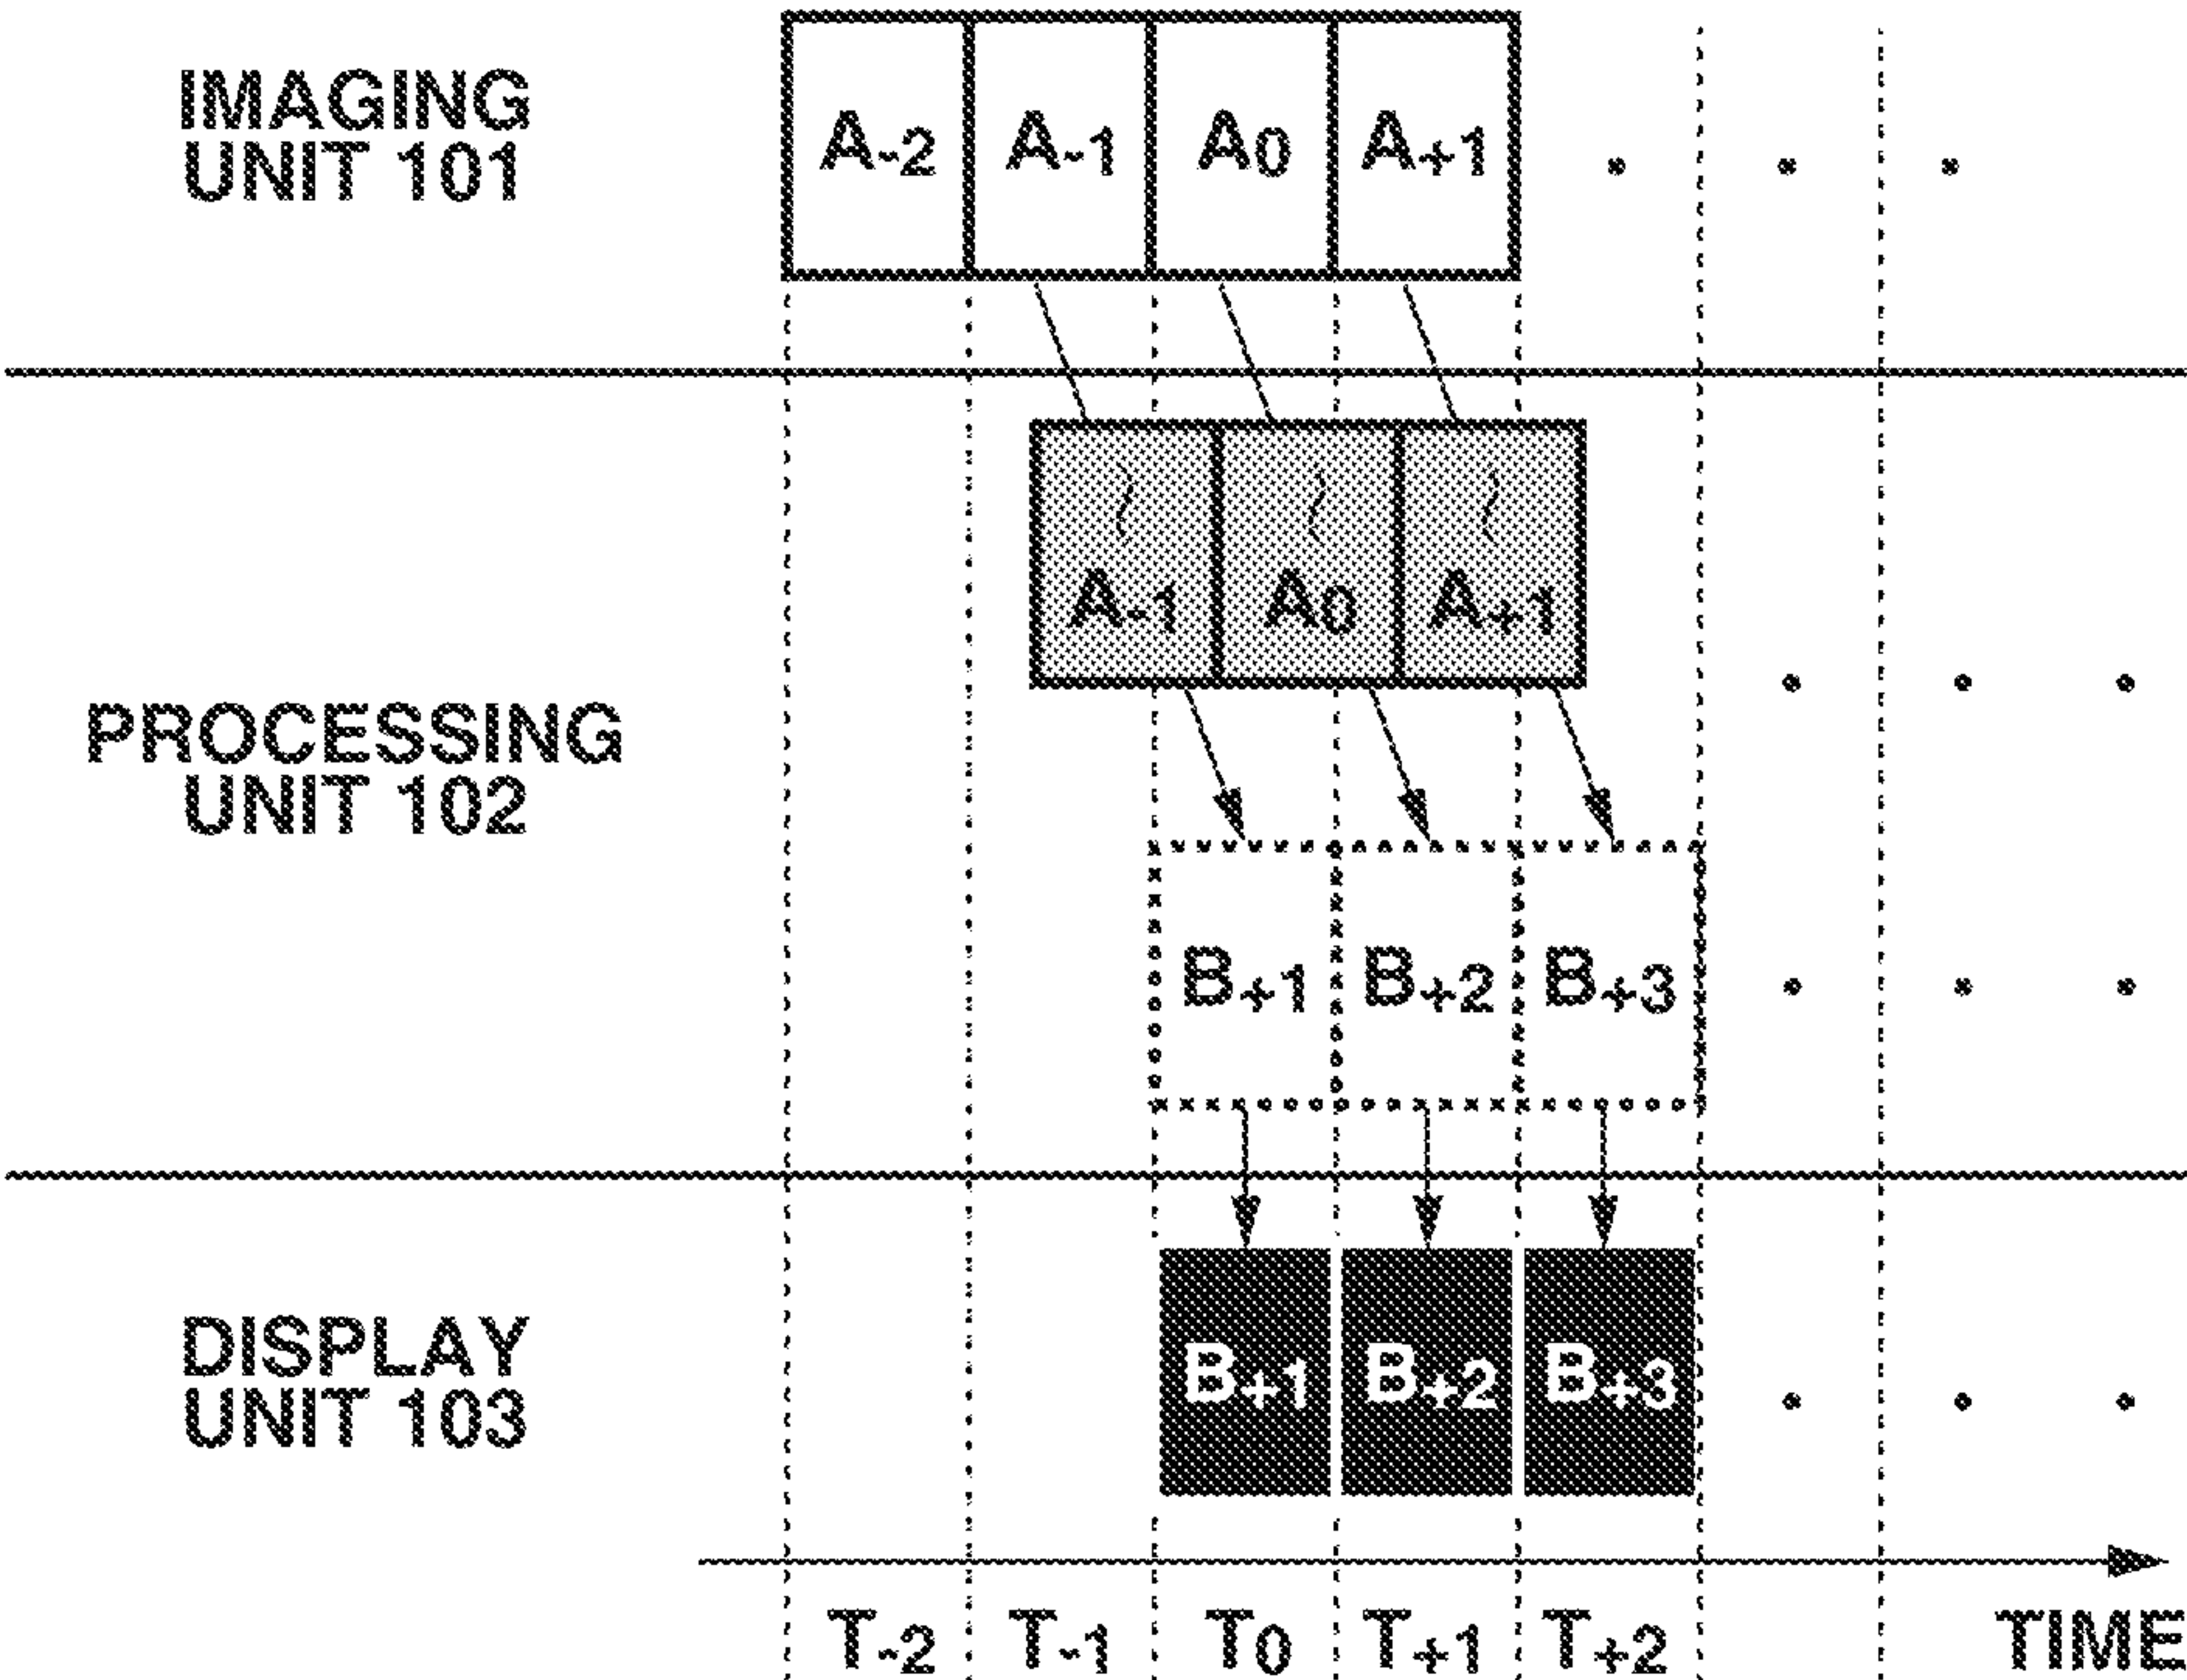 IMAGING
UNIT 101
A-2 A-1 A0 A+1
PROCESSING
UNIT 102
~ ~ ~
A-1 A0 A+1
B+1 B+2 B+3
DISPLAY
UNIT 103
B+1 B+2 B+3
T-2 T-1 T0 T+1 T+2 TIME